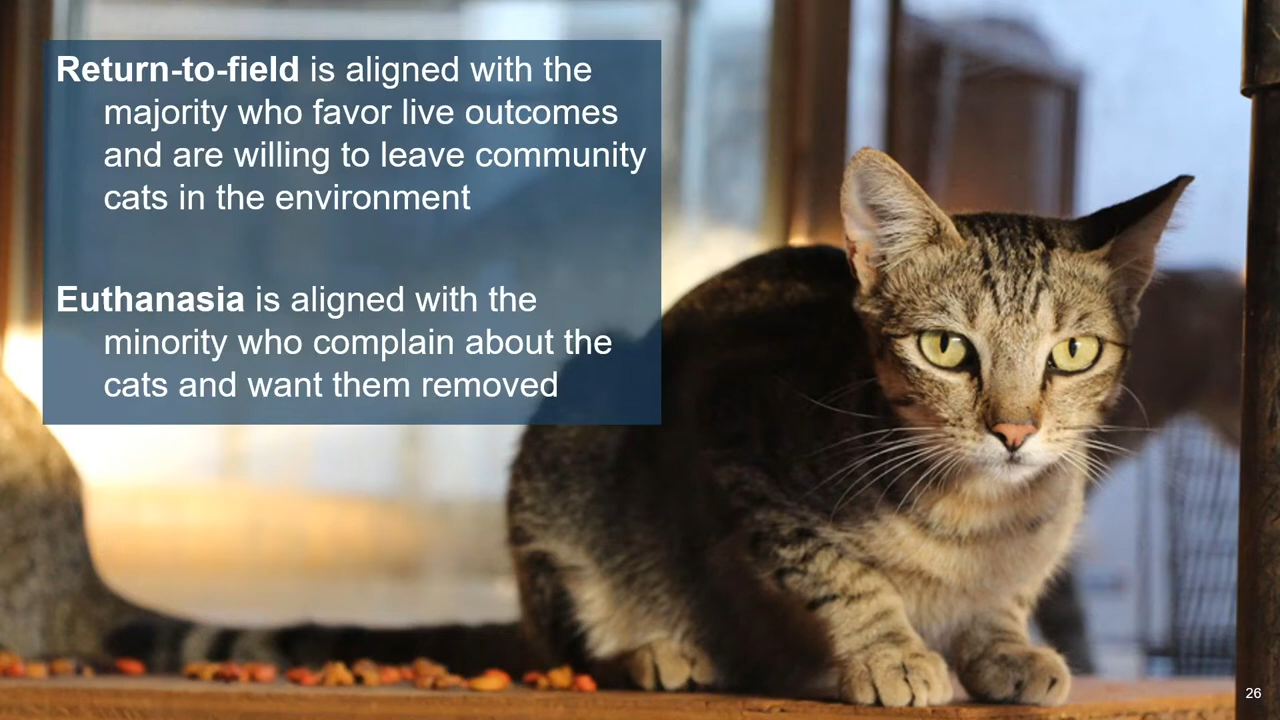 Return-to-field is aligned with the
majority who favor live outcomes
and are willing to leave community
cats in the environment
Euthanasia is aligned with the
minority who complain about the
cats and want them removed
26